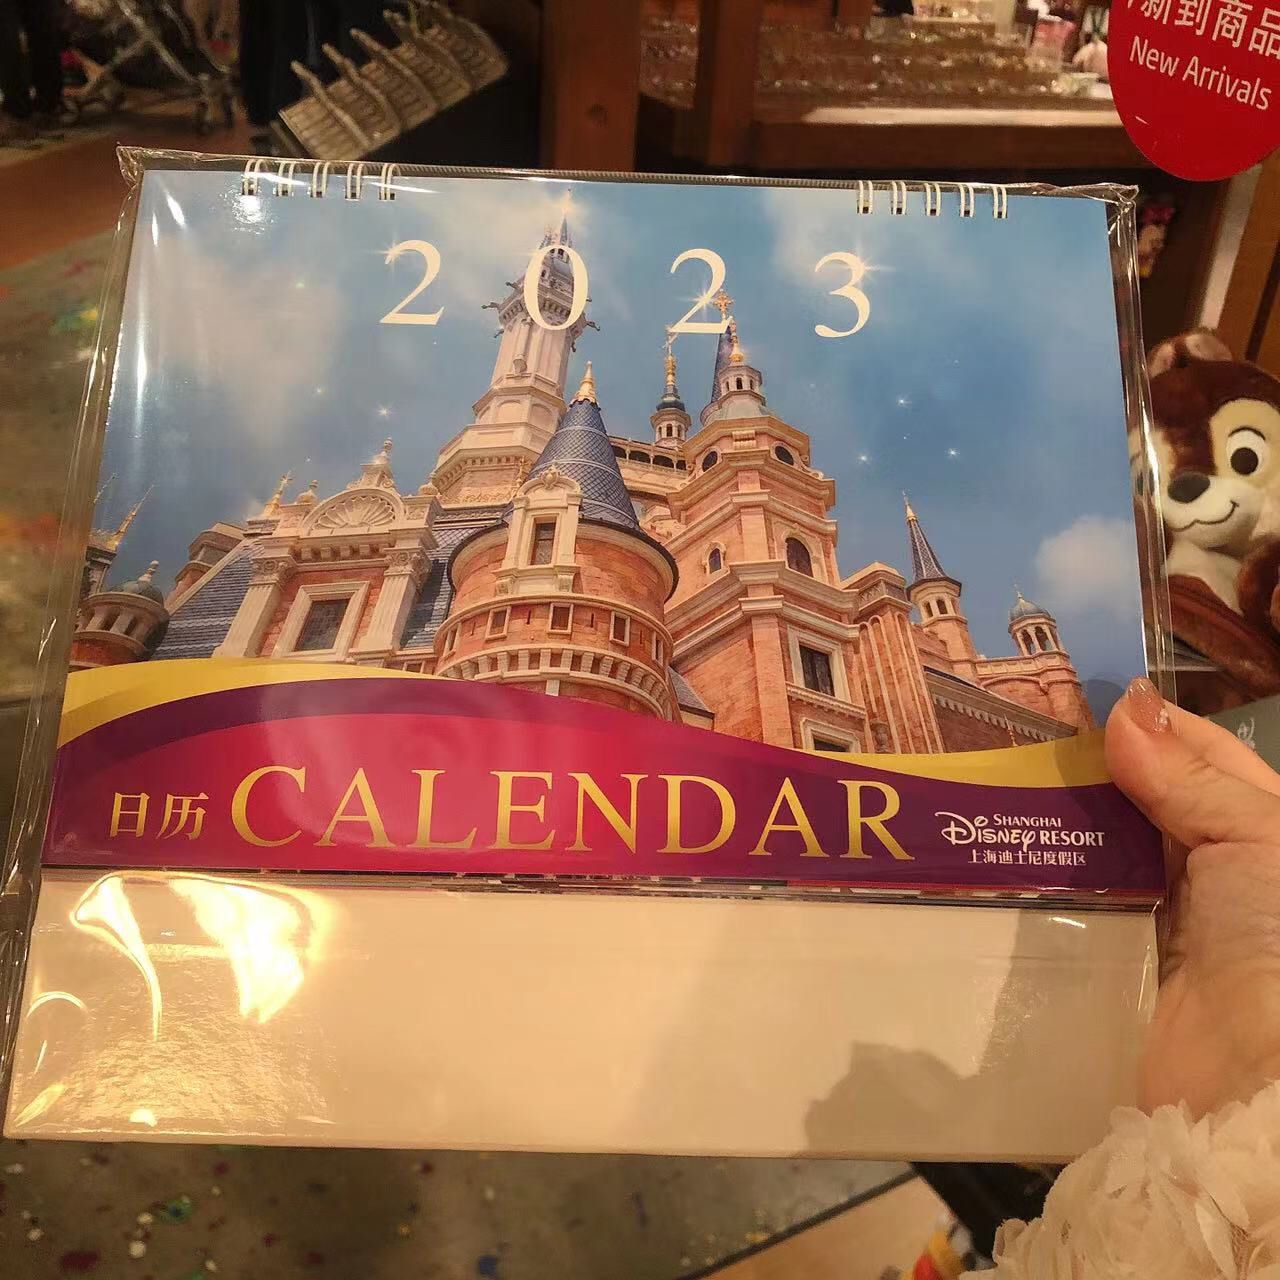 新到商品
New Arrivals
2023
日历 CALENDAR
SHANGHAI
DISNEY RESORT
上海迪士尼度假区